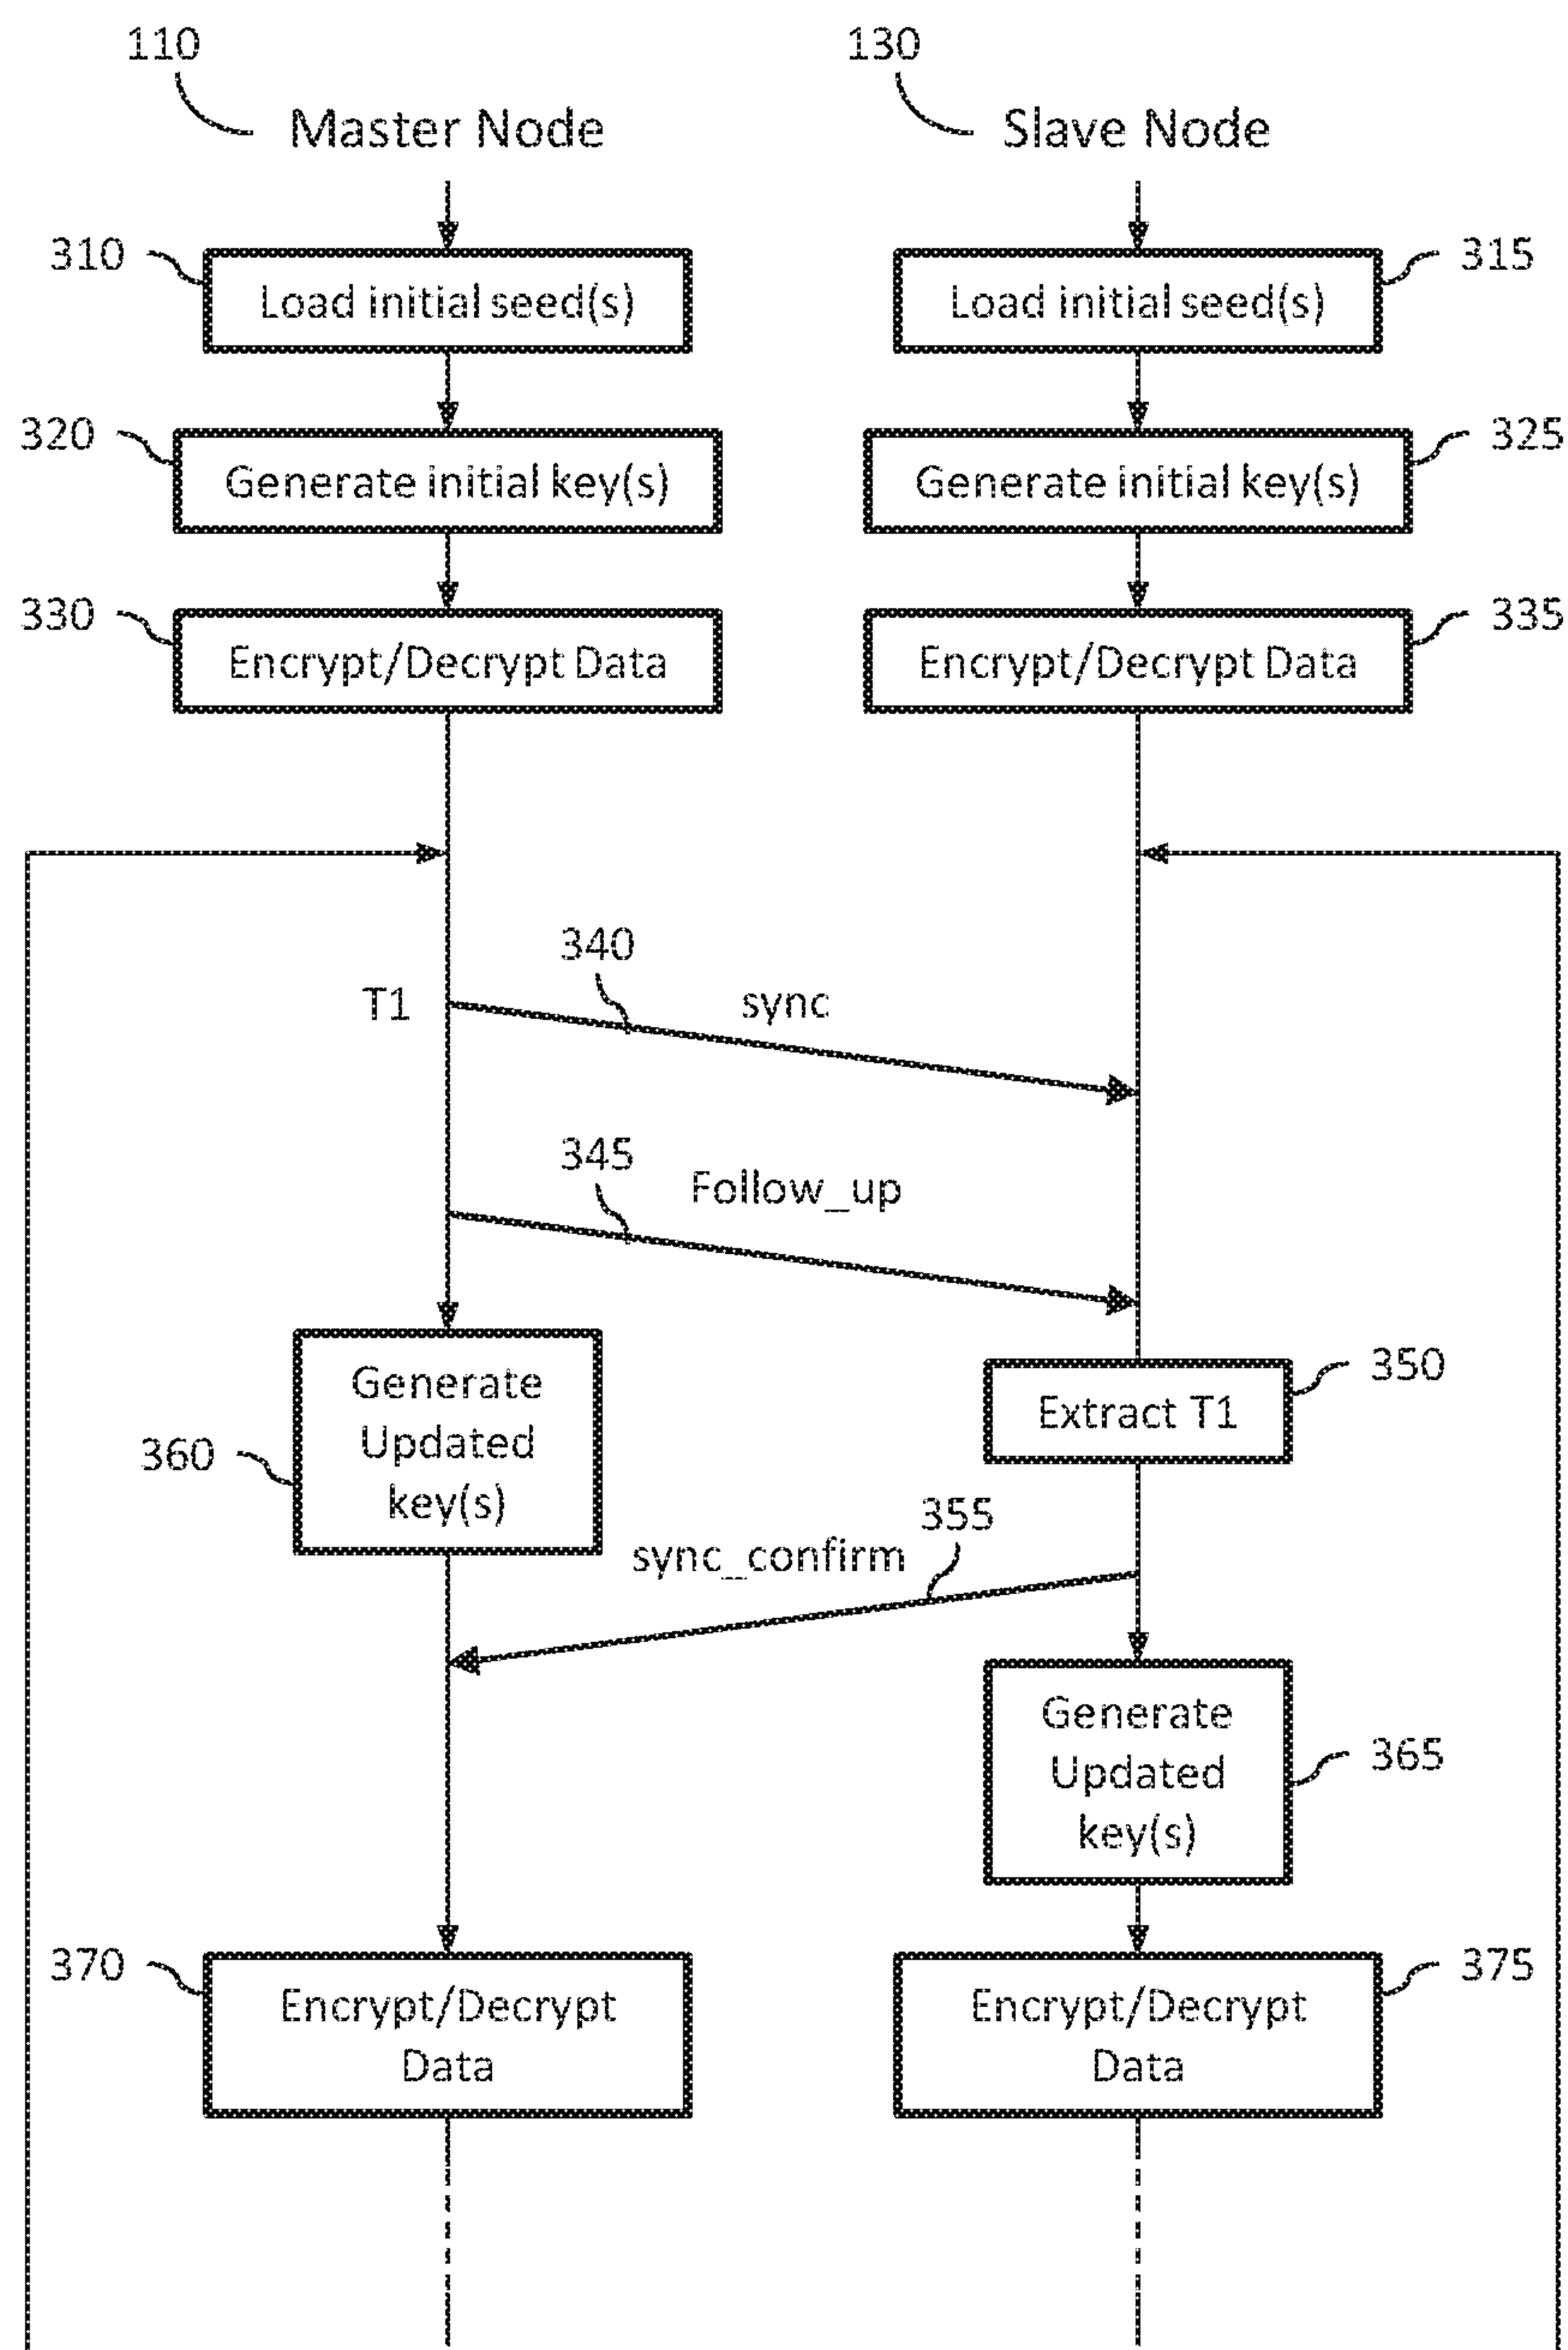 110
130
Master Node
Slave Node
310
Load initial seed(s)
Load initial seed(s)
315
320
Generate initial key(s)
Generate initial key(s)
325
330
Encrypt/Decrypt Data
Encrypt/Decrypt Data
335
340
T1
sync
345
Follow_up
Generate
Updated
key(s)
360
350
Extract T1
355
sync_confirm
Generate
Updated
key(s)
365
370
Encrypt/Decrypt
Data
Encrypt/Decrypt
Data
375